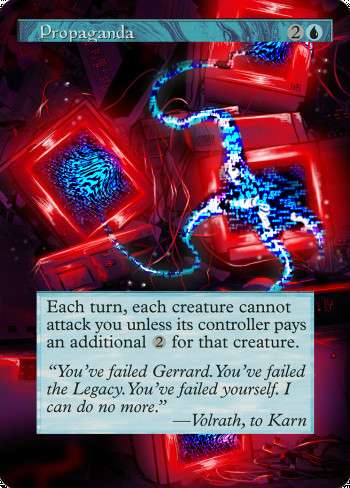 Propaganda 2
Each turn, each creature cannot
attack you unless its controller pays
an additional 2 for that creature.
“You’ve failed Gerrard. You’ve failed
the Legacy. You’ve failed yourself. I
can do no more.”
—Volrath, to Karn